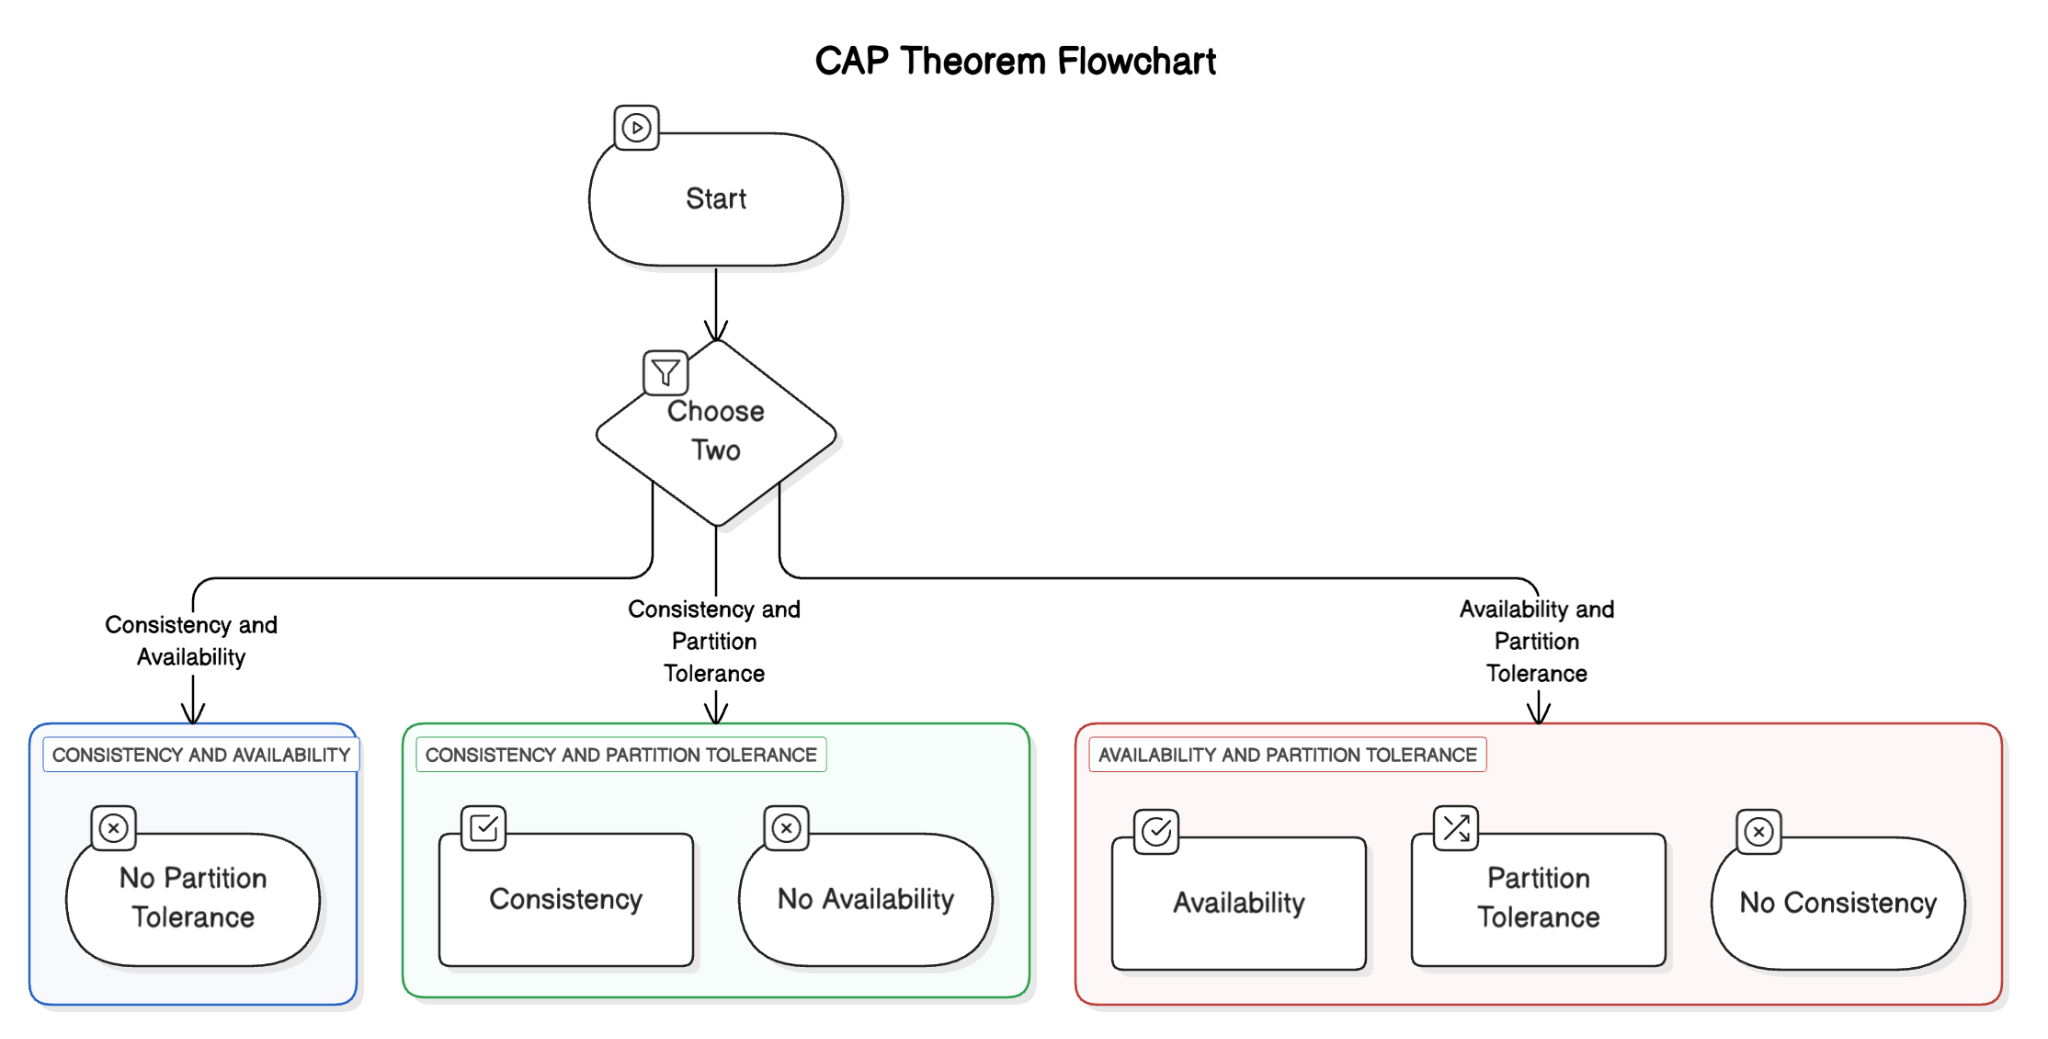 CAP Theorem Flowchart
Start
Choose
Two
Consistency and
Availability
Consistency and
Partition
Tolerance
Availability and
Partition
Tolerance
CONSISTENCY AND AVAILABILITY
No Partition
Tolerance
CONSISTENCY AND PARTITION TOLERANCE
Consistency
No Availability
AVAILABILITY AND PARTITION TOLERANCE
Availability
Partition
Tolerance
No Consistency